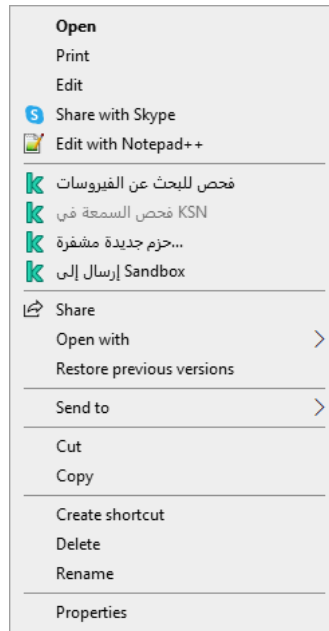 Open
Print
Edit
Share with Skype
Edit with Notepad++
فحص للبحث عن الفيروسات
KSN فحص السمعة في
...حزم جديدة مشفرة
Sandbox إرسال إلى
Share
Open with
Restore previous versions
Send to
Cut
Copy
Create shortcut
Delete
Rename
Properties